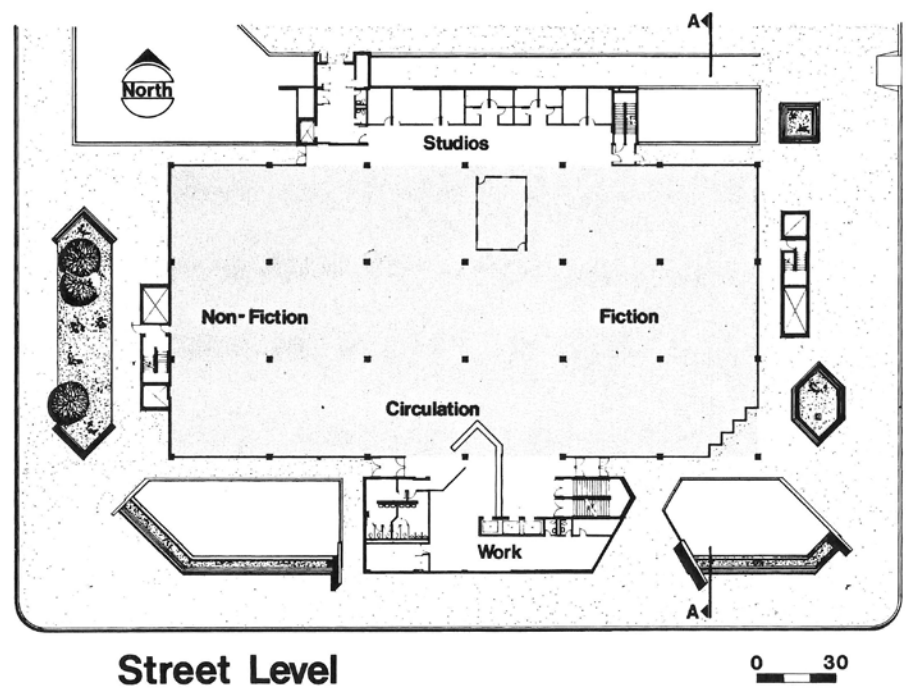 A
North
Studios
Non-Fiction
Fiction
Circulation
Work
A
Street Level
0 30